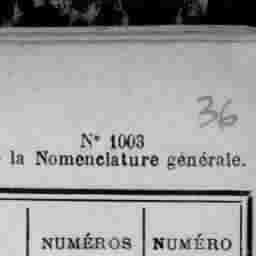 36
N° 1003
la Nomenclature générale.
NUMÉROS NUMÉRO